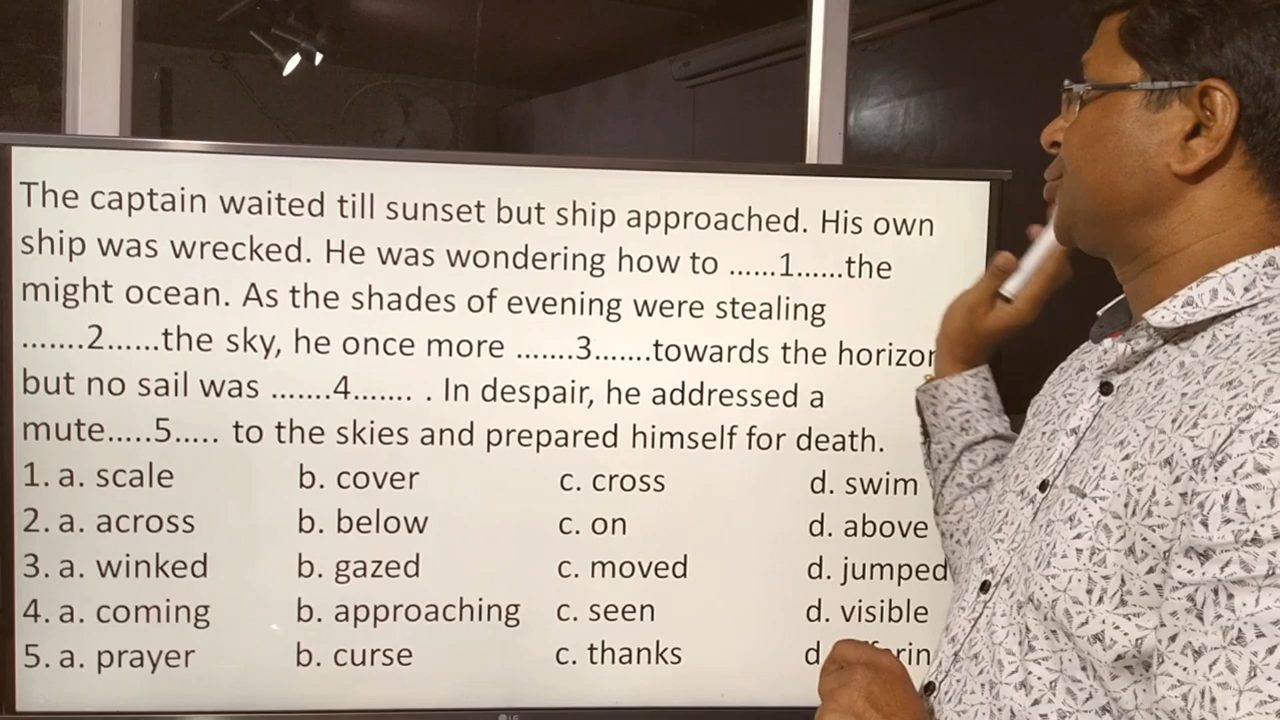 The captain waited till sunset but ship approached. His own
ship was wrecked. He was wondering how to ......1......the
might ocean. As the shades of evening were stealing
.......2......the sky, he once more .......3.......towards the horizon
but no sail was .......4....... . In despair, he addressed a
mute.....5..... to the skies and prepared himself for death.
1. a. scale b. cover c. cross d. swim
2. a. across b. below c. on d. above
3. a. winked b. gazed c. moved d. jumped
4. a. coming b. approaching c. seen d. visible
5. a. prayer b. curse c. thanks d
LG